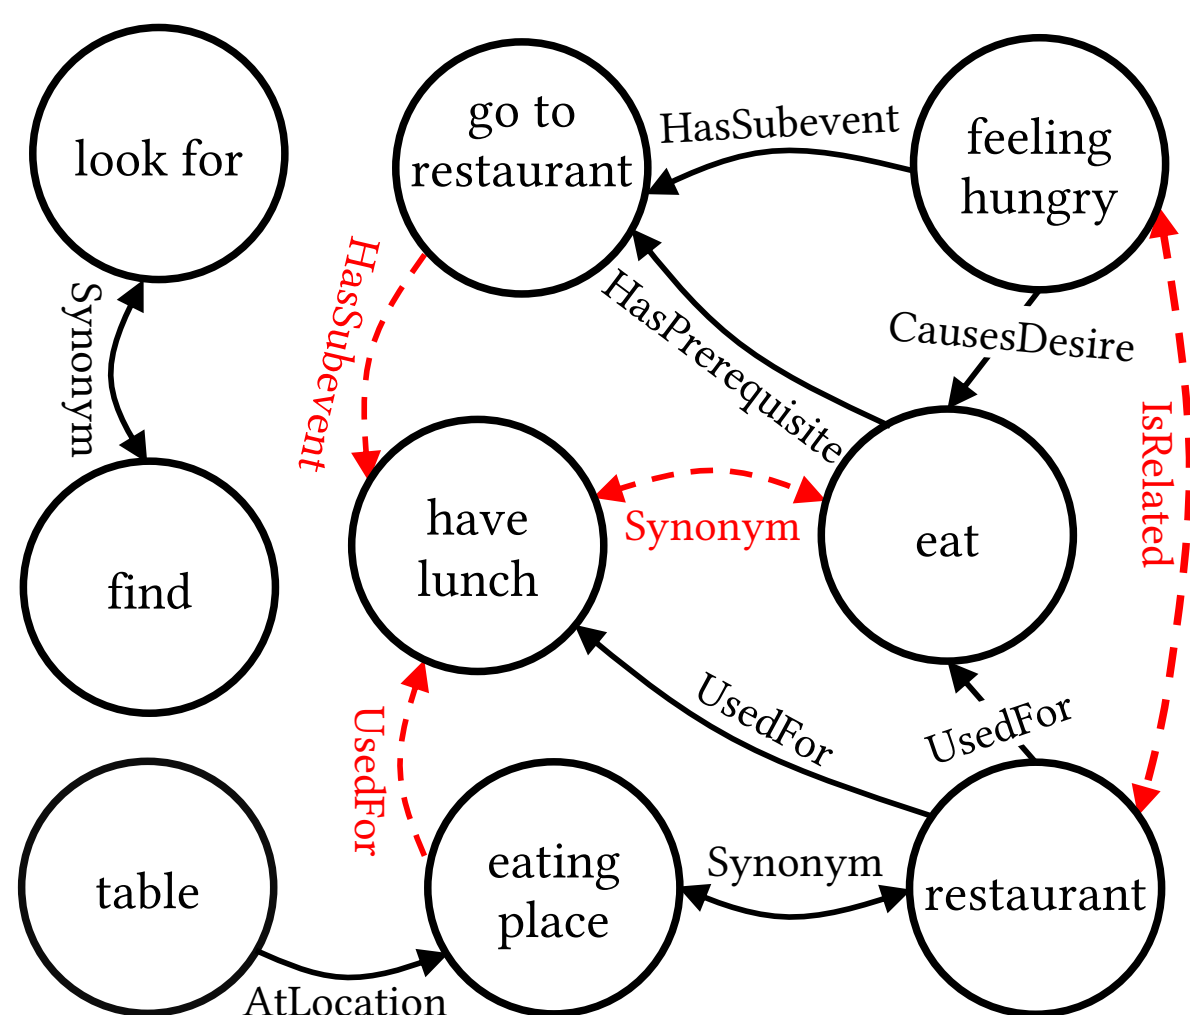 look for
go to
restaurant
HasSubevent
feeling
hungry
Synonym
HasSubevent
HasPrerequisite
CausesDesire
find
have
lunch
Synonym
eat
IsRelated
UsedFor
UsedFor
UsedFor
table
eating
place
Synonym
restaurant
AtLocation